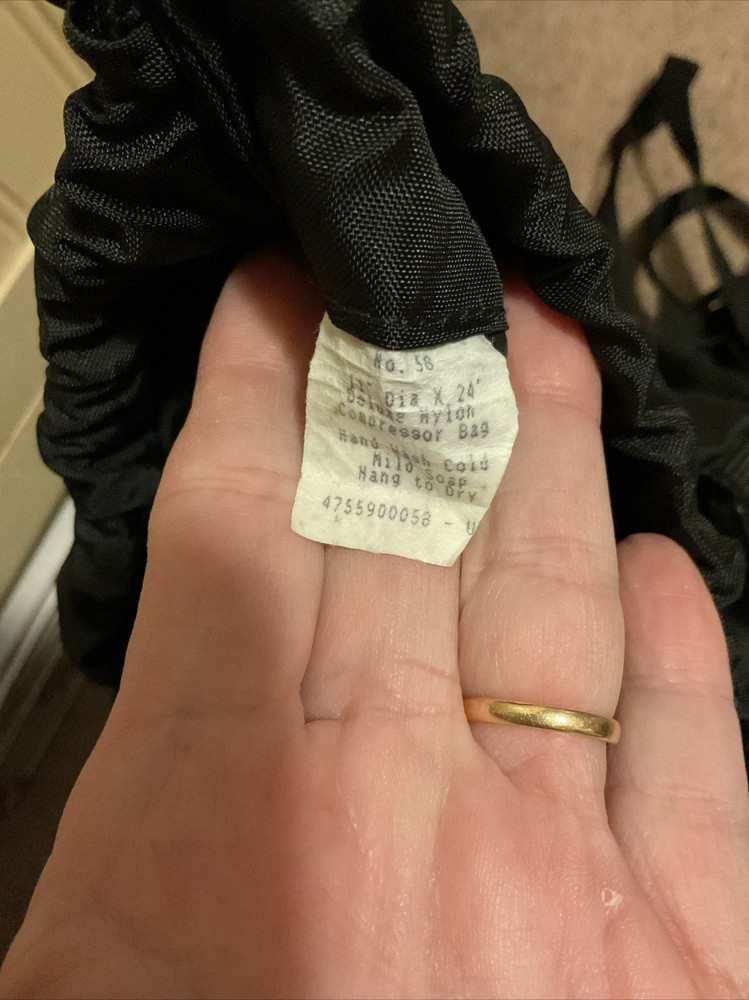 No. 58
11" Dia X 24"
Deluxe Nylon
Compressor Bag
Hand Wash Cold
Mild Soap
Hang to Dry
4755900058 - U